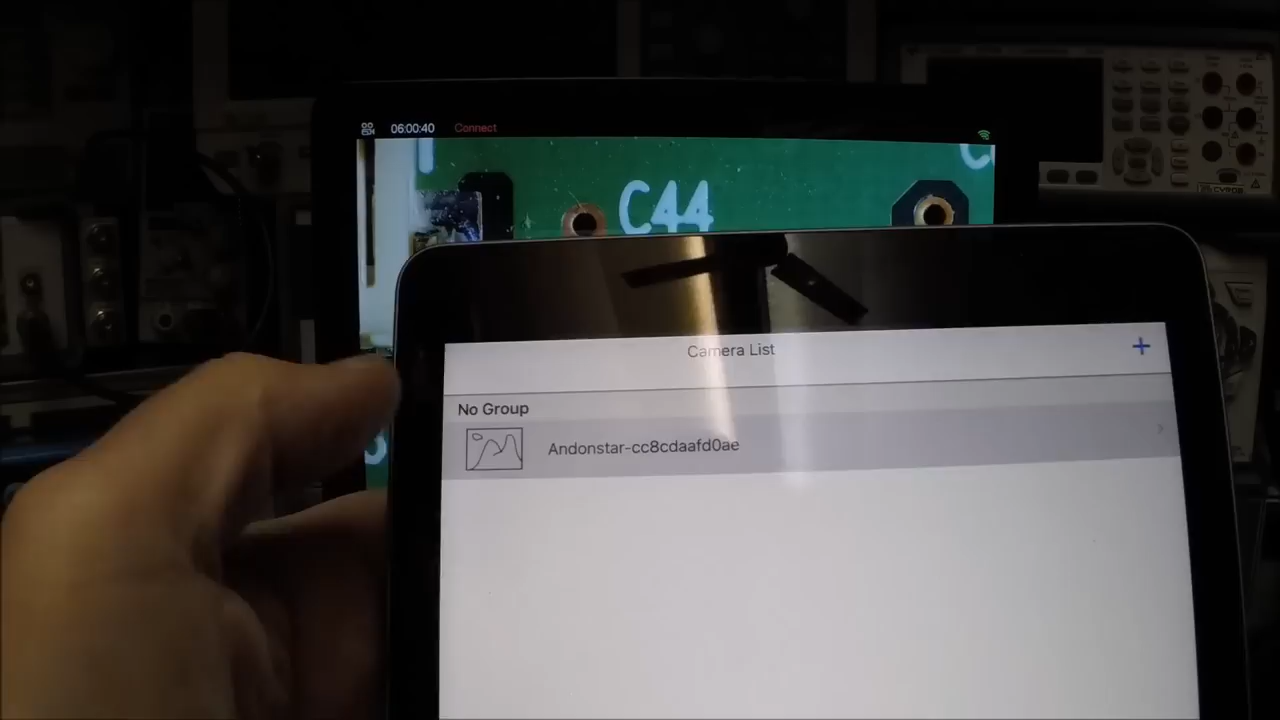 06:00:40 Connect
C44
Camera List +
No Group
Andonstar-cc8cdaafd0ae